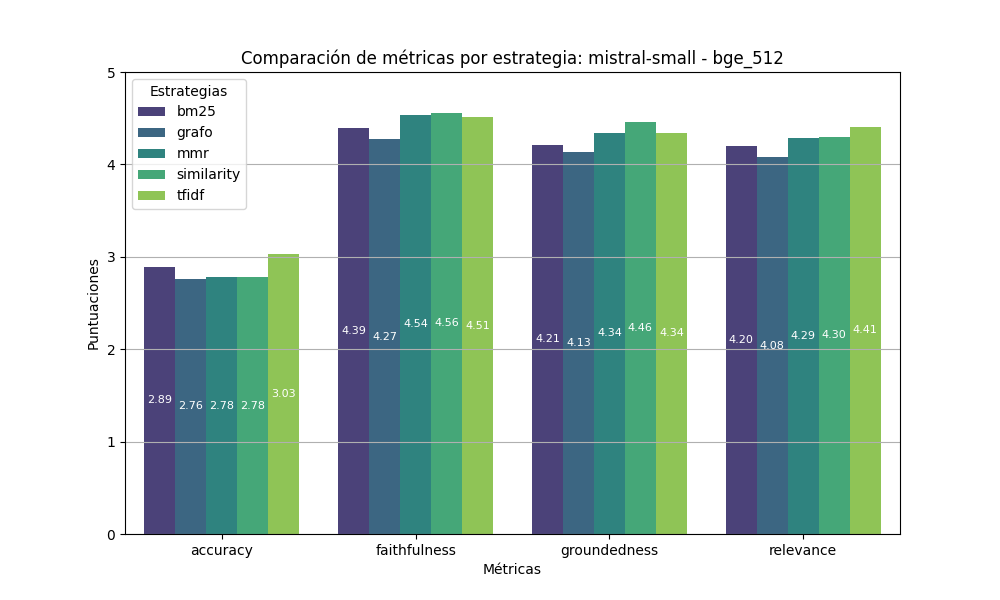 Comparación de métricas por estrategia: mistral-small - bge_512
Puntuaciones
5
4
3
2
1
0
Estrategias
bm25
grafo
mmr
similarity
tfidf
2.89 2.76 2.78 2.78 3.03
4.39 4.27 4.54 4.56 4.51
4.21 4.13 4.34 4.46 4.34
4.20 4.08 4.29 4.30 4.41
accuracy faithfulness groundedness relevance
Métricas